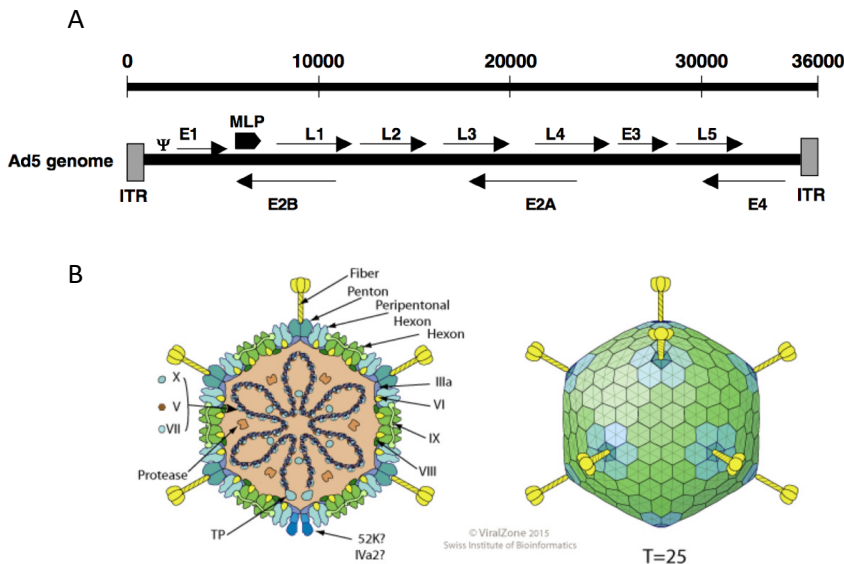 A
0 10000 20000 30000 36000
MLP
Ψ E1 L1 L2 L3 L4 E3 L5
Ad5 genome
ITR E2B E2A E4 ITR
B
Fiber
Penton
Peripentonal
Hexon
Hexon
X
V
VII
IIIa
VI
IX
VIII
Protease
TP
52K?
IVa2?
© ViralZone 2015
Swiss Institute of Bioinformatics
T=25